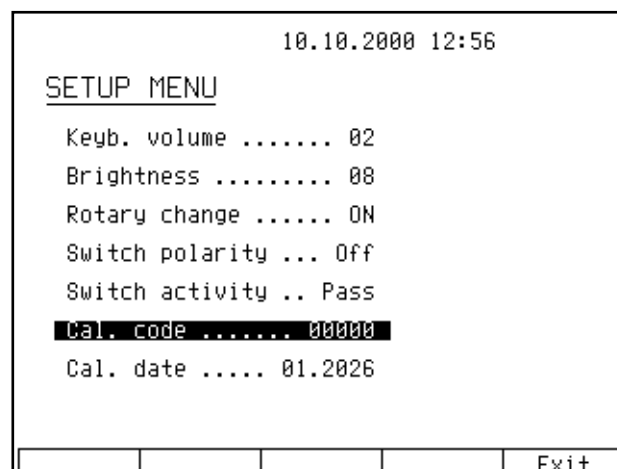 10.10.2000 12:56
SETUP MENU
Keyb. volume ....... 02
Brightness ......... 08
Rotary change ...... ON
Switch polarity ... Off
Switch activity .. Pass
Cal. code ....... 00000
Cal. date ..... 01.2026
Exit